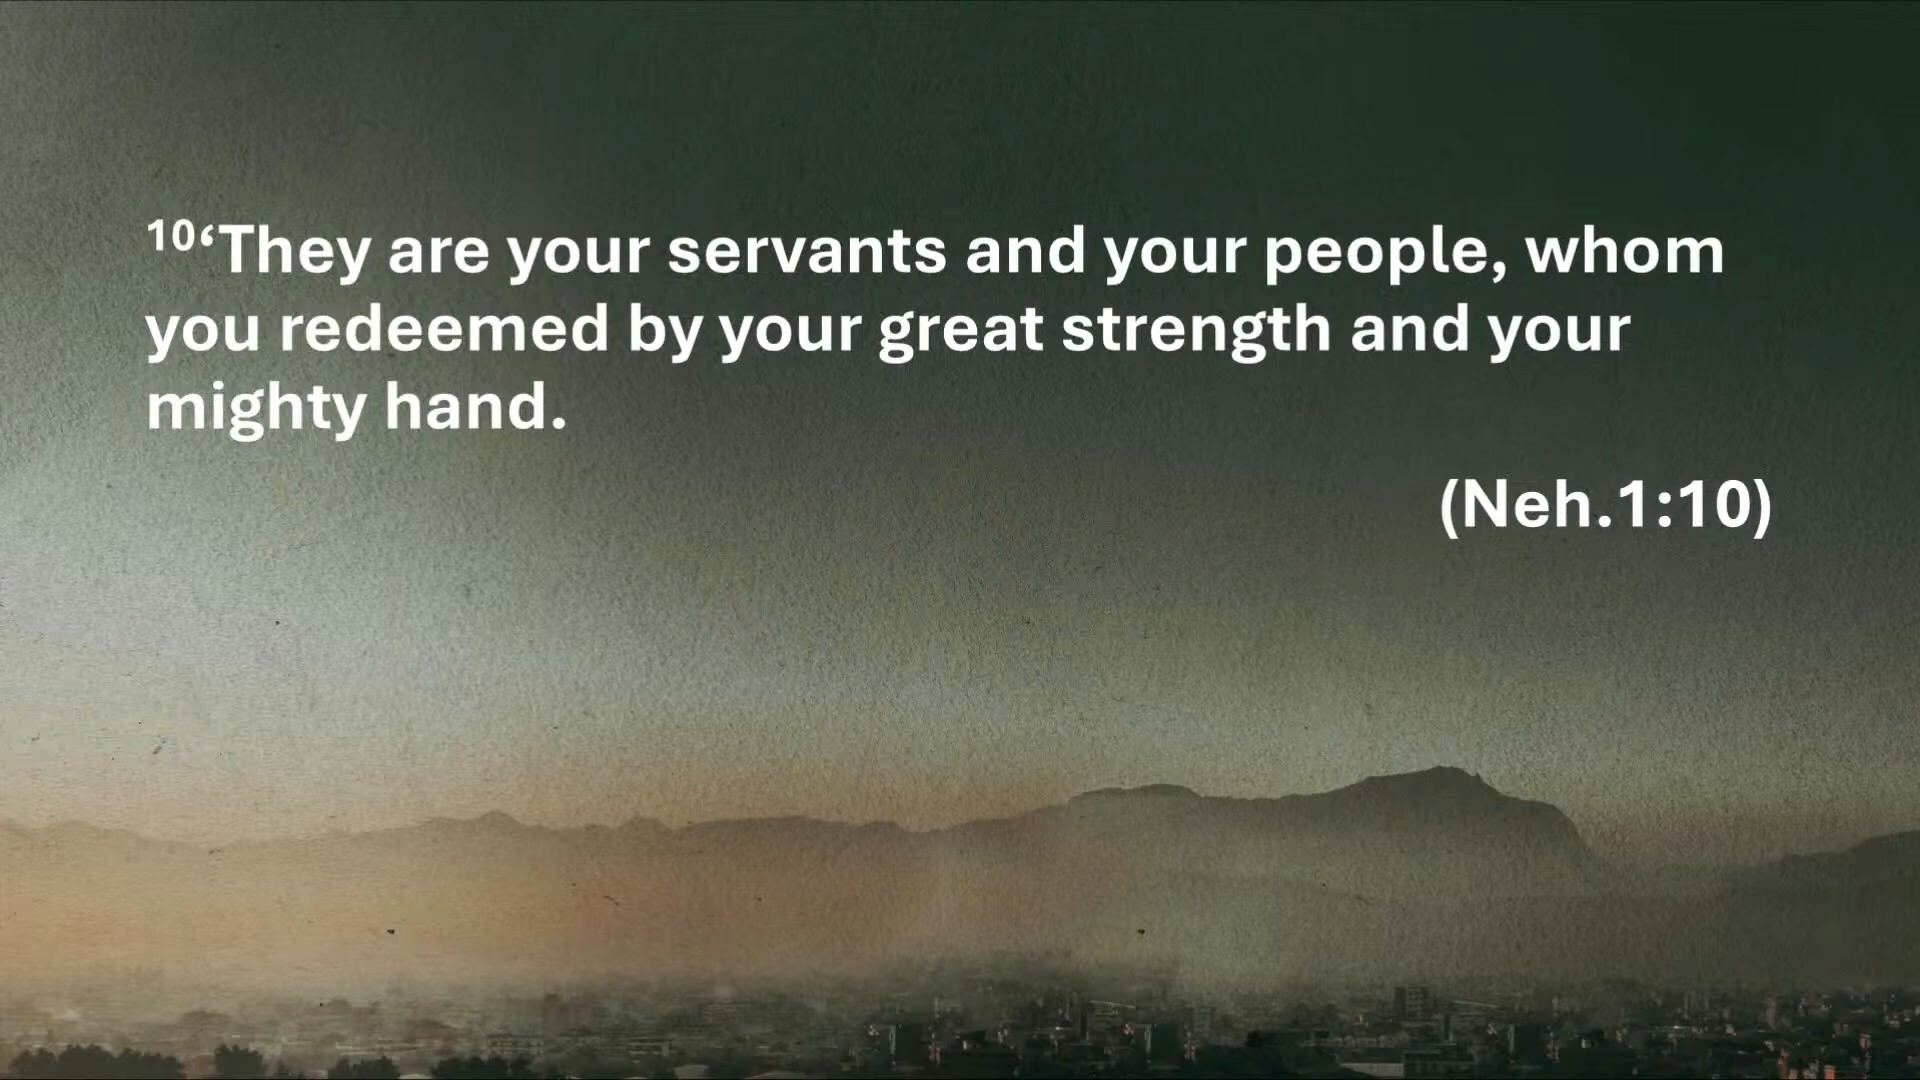 10‘They are your servants and your people, whom
you redeemed by your great strength and your
mighty hand.
(Neh.1:10)